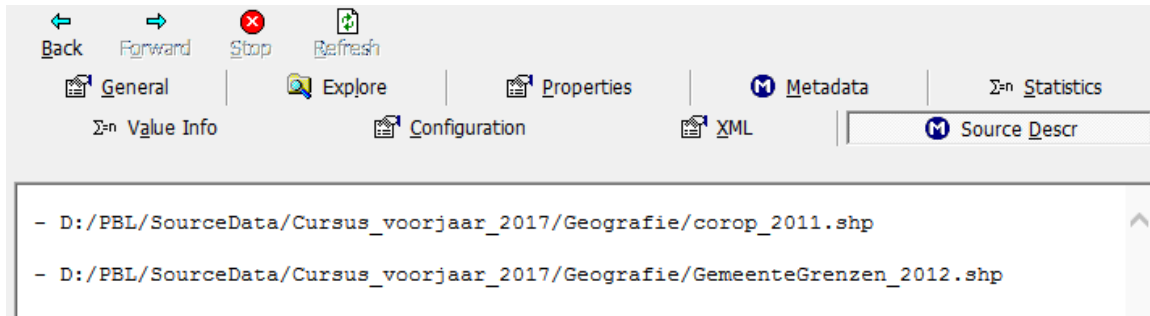 Back Forward Stop Refresh
General Explore Properties Metadata Σ=n Statistics
Σ=n Value Info Configuration XML Source Descr
- D:/PBL/SourceData/Cursus_voorjaar_2017/Geografie/corop_2011.shp
- D:/PBL/SourceData/Cursus_voorjaar_2017/Geografie/GemeenteGrenzen_2012.shp